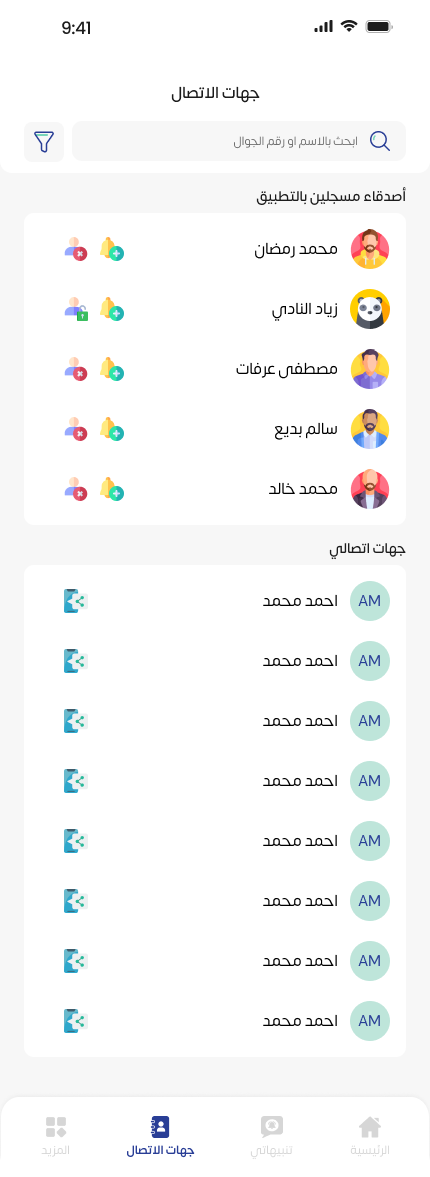 9:41
جهات الاتصال
ابحث بالاسم او رقم الجوال
أصدقاء مسجلين بالتطبيق
محمد رمضان
زياد النادي
مصطفى عرفات
سالم بديع
محمد خالد
جهات اتصالي
AM احمد محمد
AM احمد محمد
AM احمد محمد
AM احمد محمد
AM احمد محمد
AM احمد محمد
AM احمد محمد
AM احمد محمد
الرئيسية تنبيهاتي جهات الاتصال المزيد